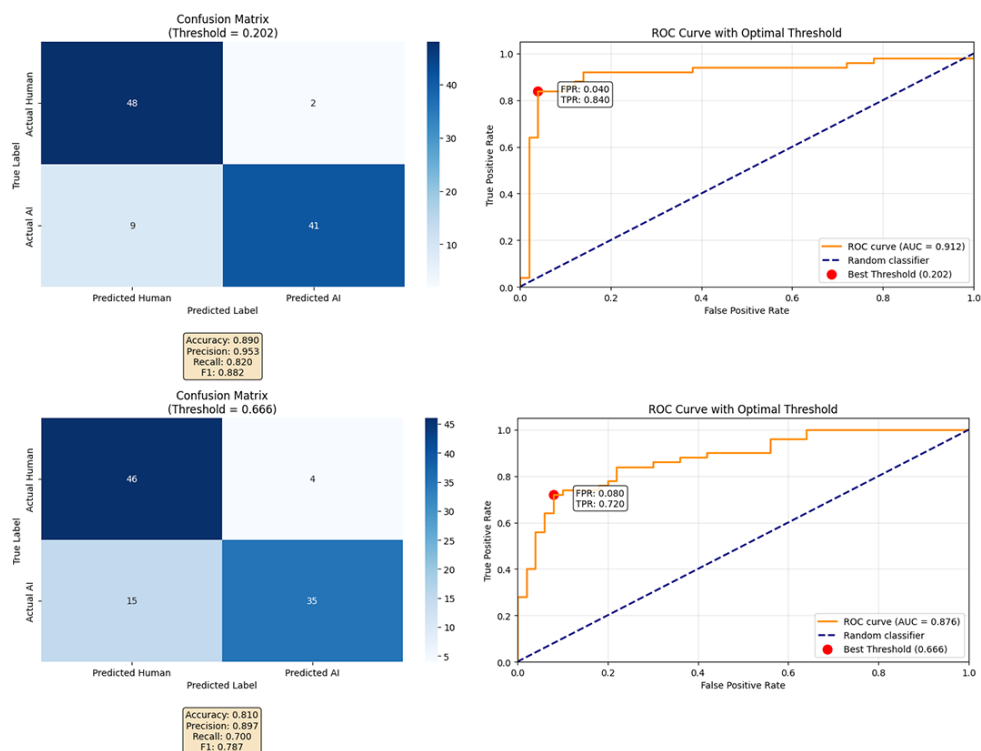 Confusion Matrix
(Threshold = 0.202)
Actual Human
Actual AI
True Label
48
2
9
41
40
30
20
10
Predicted Human
Predicted AI
Predicted Label
Accuracy: 0.890
Precision: 0.953
Recall: 0.820
F1: 0.882
ROC Curve with Optimal Threshold
True Positive Rate
1.0
0.8
0.6
0.4
0.2
0.0
FPR: 0.040
TPR: 0.840
ROC curve (AUC = 0.912)
Random classifier
Best Threshold (0.202)
0.0
0.2
0.4
0.6
0.8
1.0
False Positive Rate
Confusion Matrix
(Threshold = 0.666)
Actual Human
Actual AI
True Label
46
4
15
35
45
40
35
30
25
20
15
10
5
Predicted Human
Predicted AI
Predicted Label
Accuracy: 0.810
Precision: 0.897
Recall: 0.700
F1: 0.787
ROC Curve with Optimal Threshold
True Positive Rate
1.0
0.8
0.6
0.4
0.2
0.0
FPR: 0.080
TPR: 0.720
ROC curve (AUC = 0.876)
Random classifier
Best Threshold (0.666)
0.0
0.2
0.4
0.6
0.8
1.0
False Positive Rate